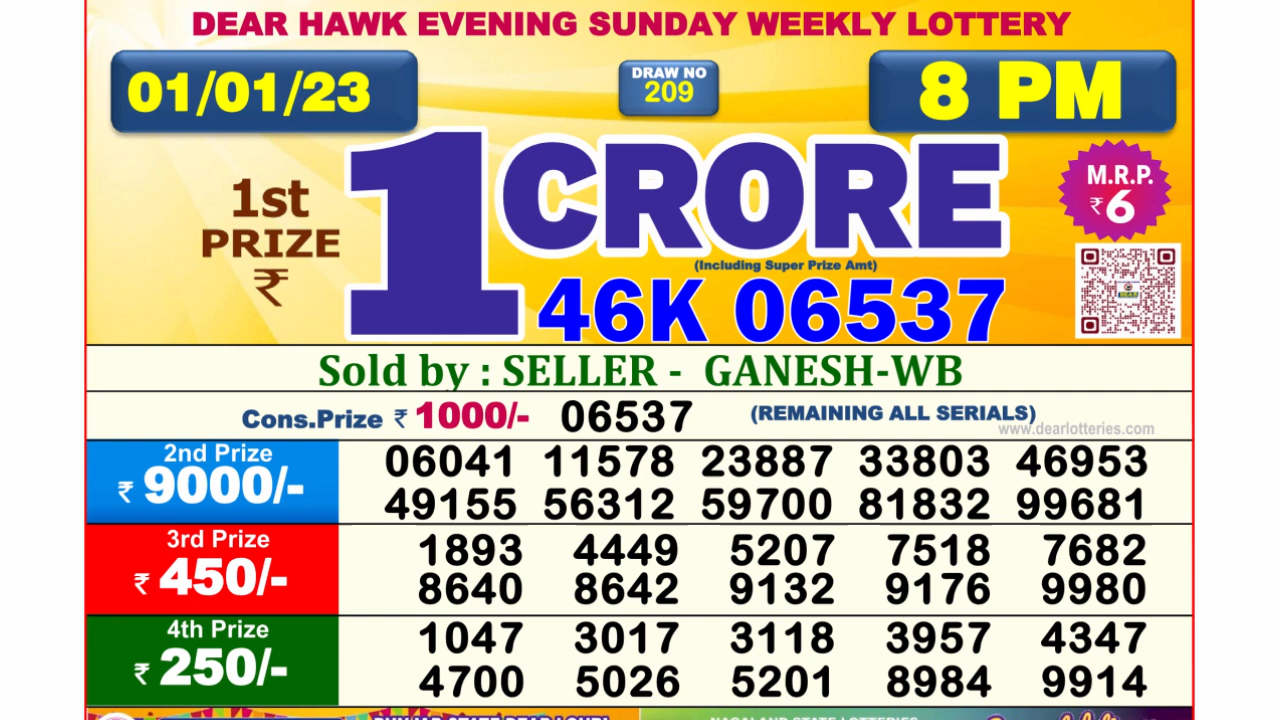 DEAR HAWK EVENING SUNDAY WEEKLY LOTTERY
01/01/23
DRAW NO
209
8 PM
1st
PRIZE
₹
1 CRORE
(Including Super Prize Amt)
46K 06537
M.R.P.
₹ 6
Sold by : SELLER - GANESH-WB
Cons.Prize ₹ 1000/- 06537 (REMAINING ALL SERIALS)
www.dearlotteries.com
2nd Prize
₹ 9000/-
06041 11578 23887 33803 46953
49155 56312 59700 81832 99681
3rd Prize
₹ 450/-
1893 4449 5207 7518 7682
8640 8642 9132 9176 9980
4th Prize
₹ 250/-
1047 3017 3118 3957 4347
4700 5026 5201 8984 9914
NAGALAND STATE LOTTERIES